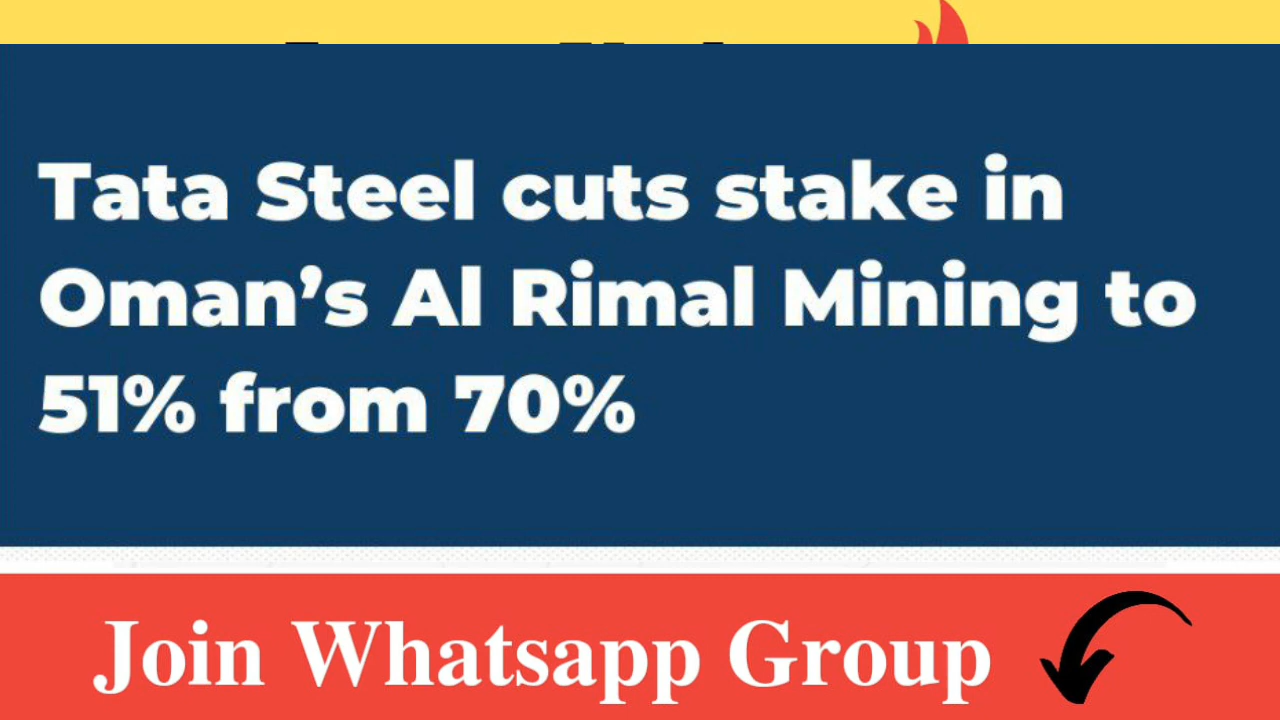 Tata Steel cuts stake in
Oman’s Al Rimal Mining to
51% from 70%
Join Whatsapp Group